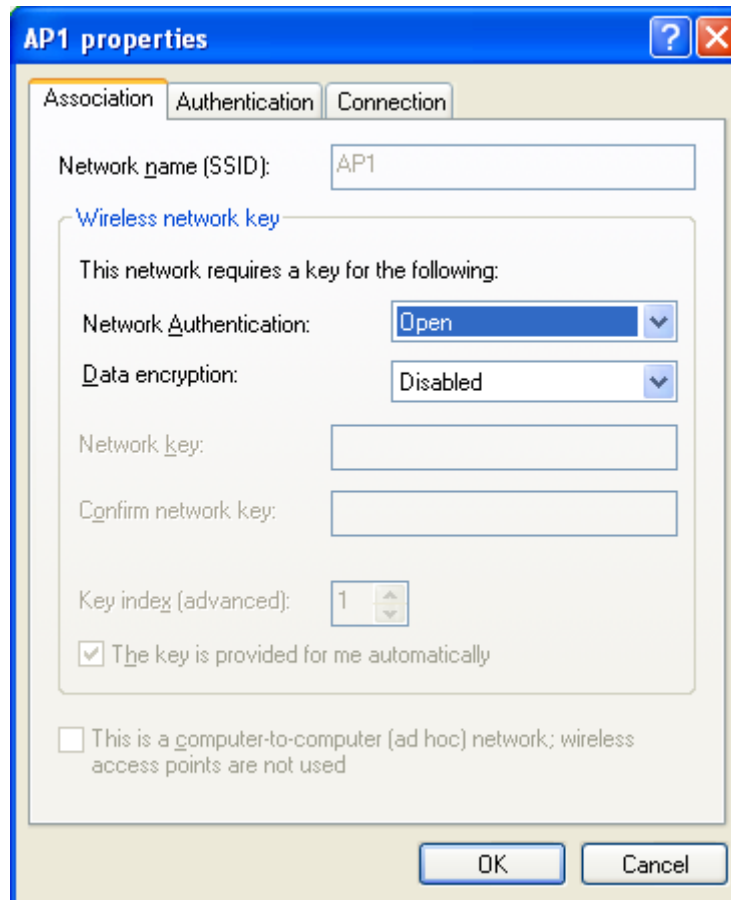 AP1 properties
Association Authentication Connection
Network name (SSID): AP1
Wireless network key
This network requires a key for the following:
Network Authentication: Open
Data encryption: Disabled
Network key:
Confirm network key:
Key index (advanced): 1
The key is provided for me automatically
This is a computer-to-computer (ad hoc) network; wireless
access points are not used
OK Cancel